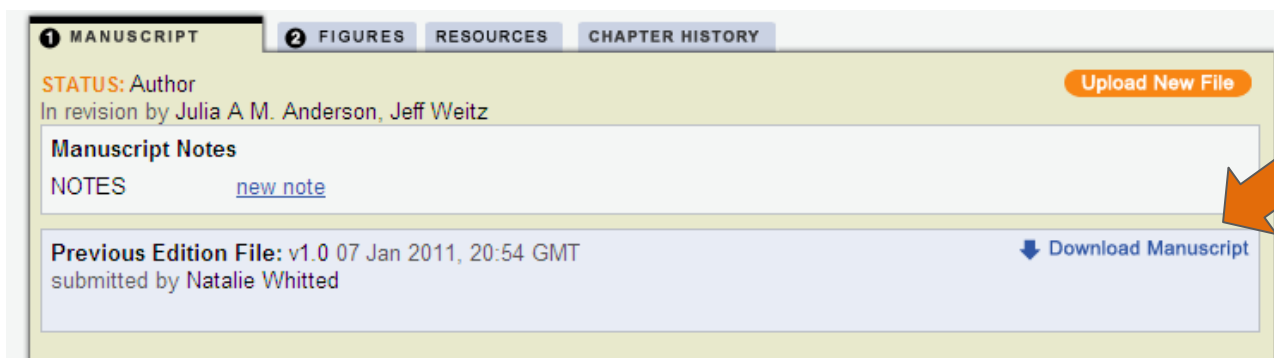 1 MANUSCRIPT 2 FIGURES RESOURCES CHAPTER HISTORY
STATUS: Author
Upload New File
In revision by Julia A M. Anderson, Jeff Weitz
Manuscript Notes
NOTES new note
Previous Edition File: v1.0 07 Jan 2011, 20:54 GMT
Download Manuscript
submitted by Natalie Whitted